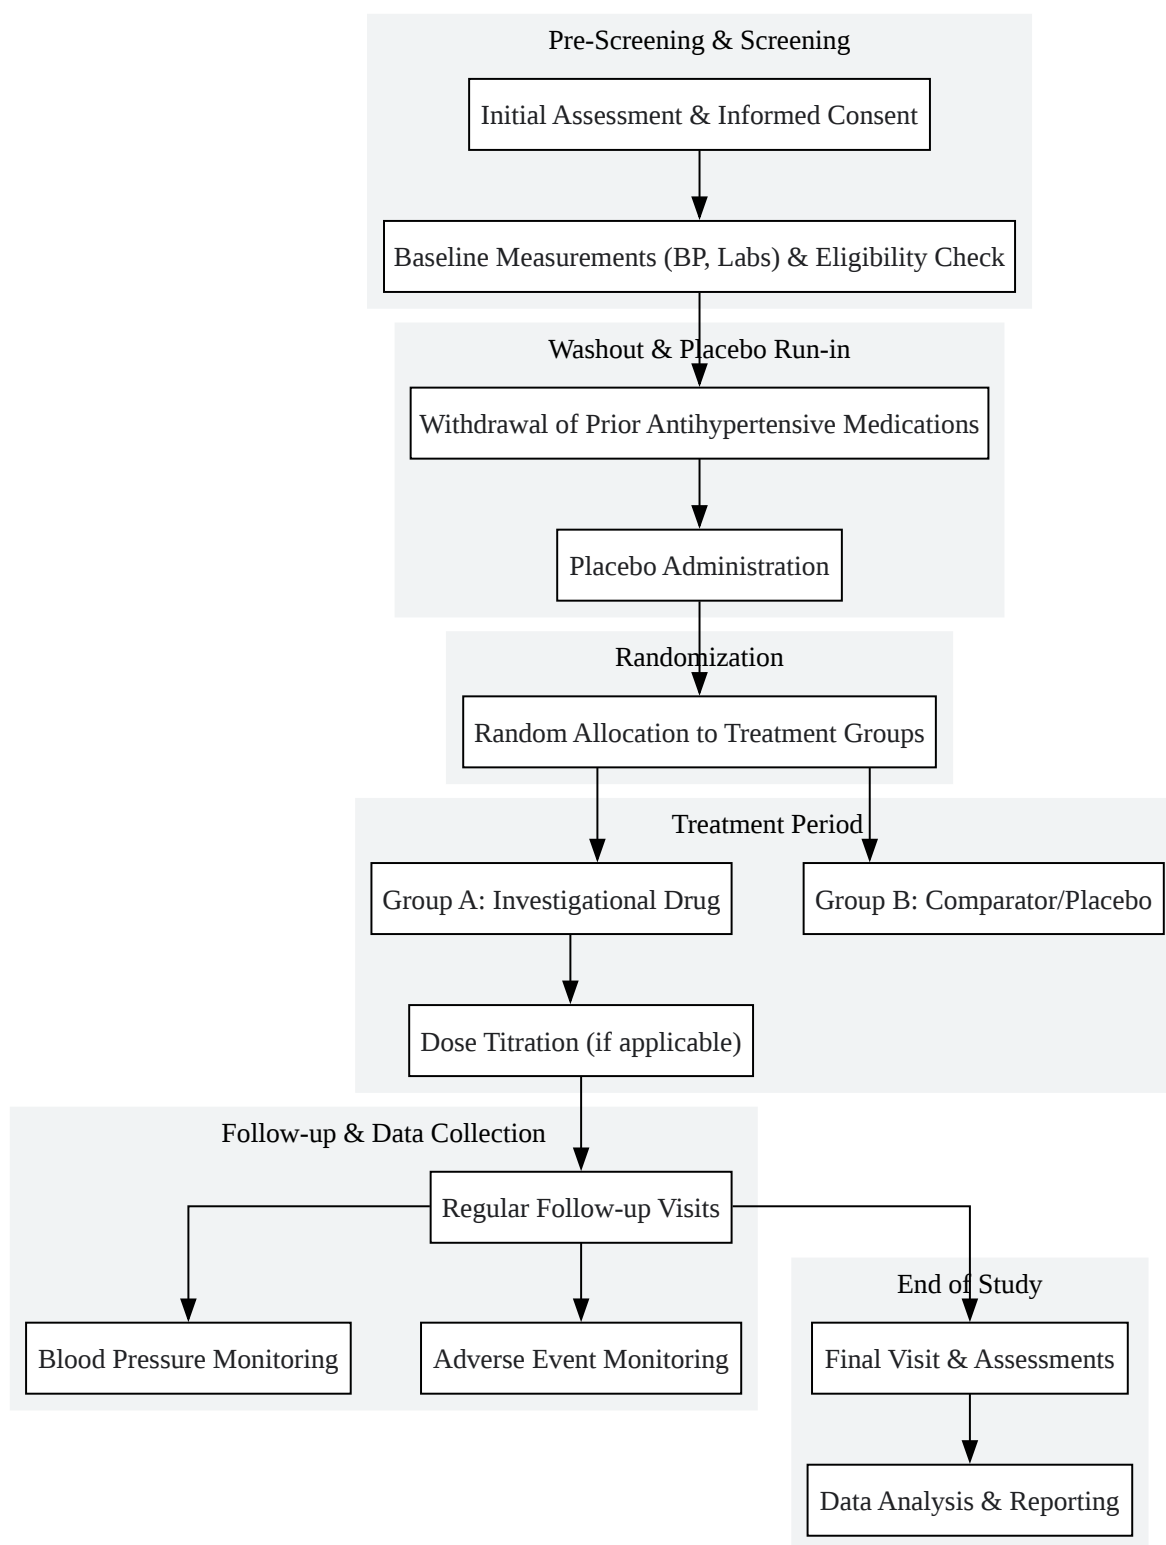 Pre-Screening & Screening
Initial Assessment & Informed Consent
Baseline Measurements (BP, Labs) & Eligibility Check
Washout & Placebo Run-in
Withdrawal of Prior Antihypertensive Medications
Placebo Administration
Randomization
Random Allocation to Treatment Groups
Treatment Period
Group A: Investigational Drug
Group B: Comparator/Placebo
Dose Titration (if applicable)
Follow-up & Data Collection
Regular Follow-up Visits
Blood Pressure Monitoring
Adverse Event Monitoring
End of Study
Final Visit & Assessments
Data Analysis & Reporting